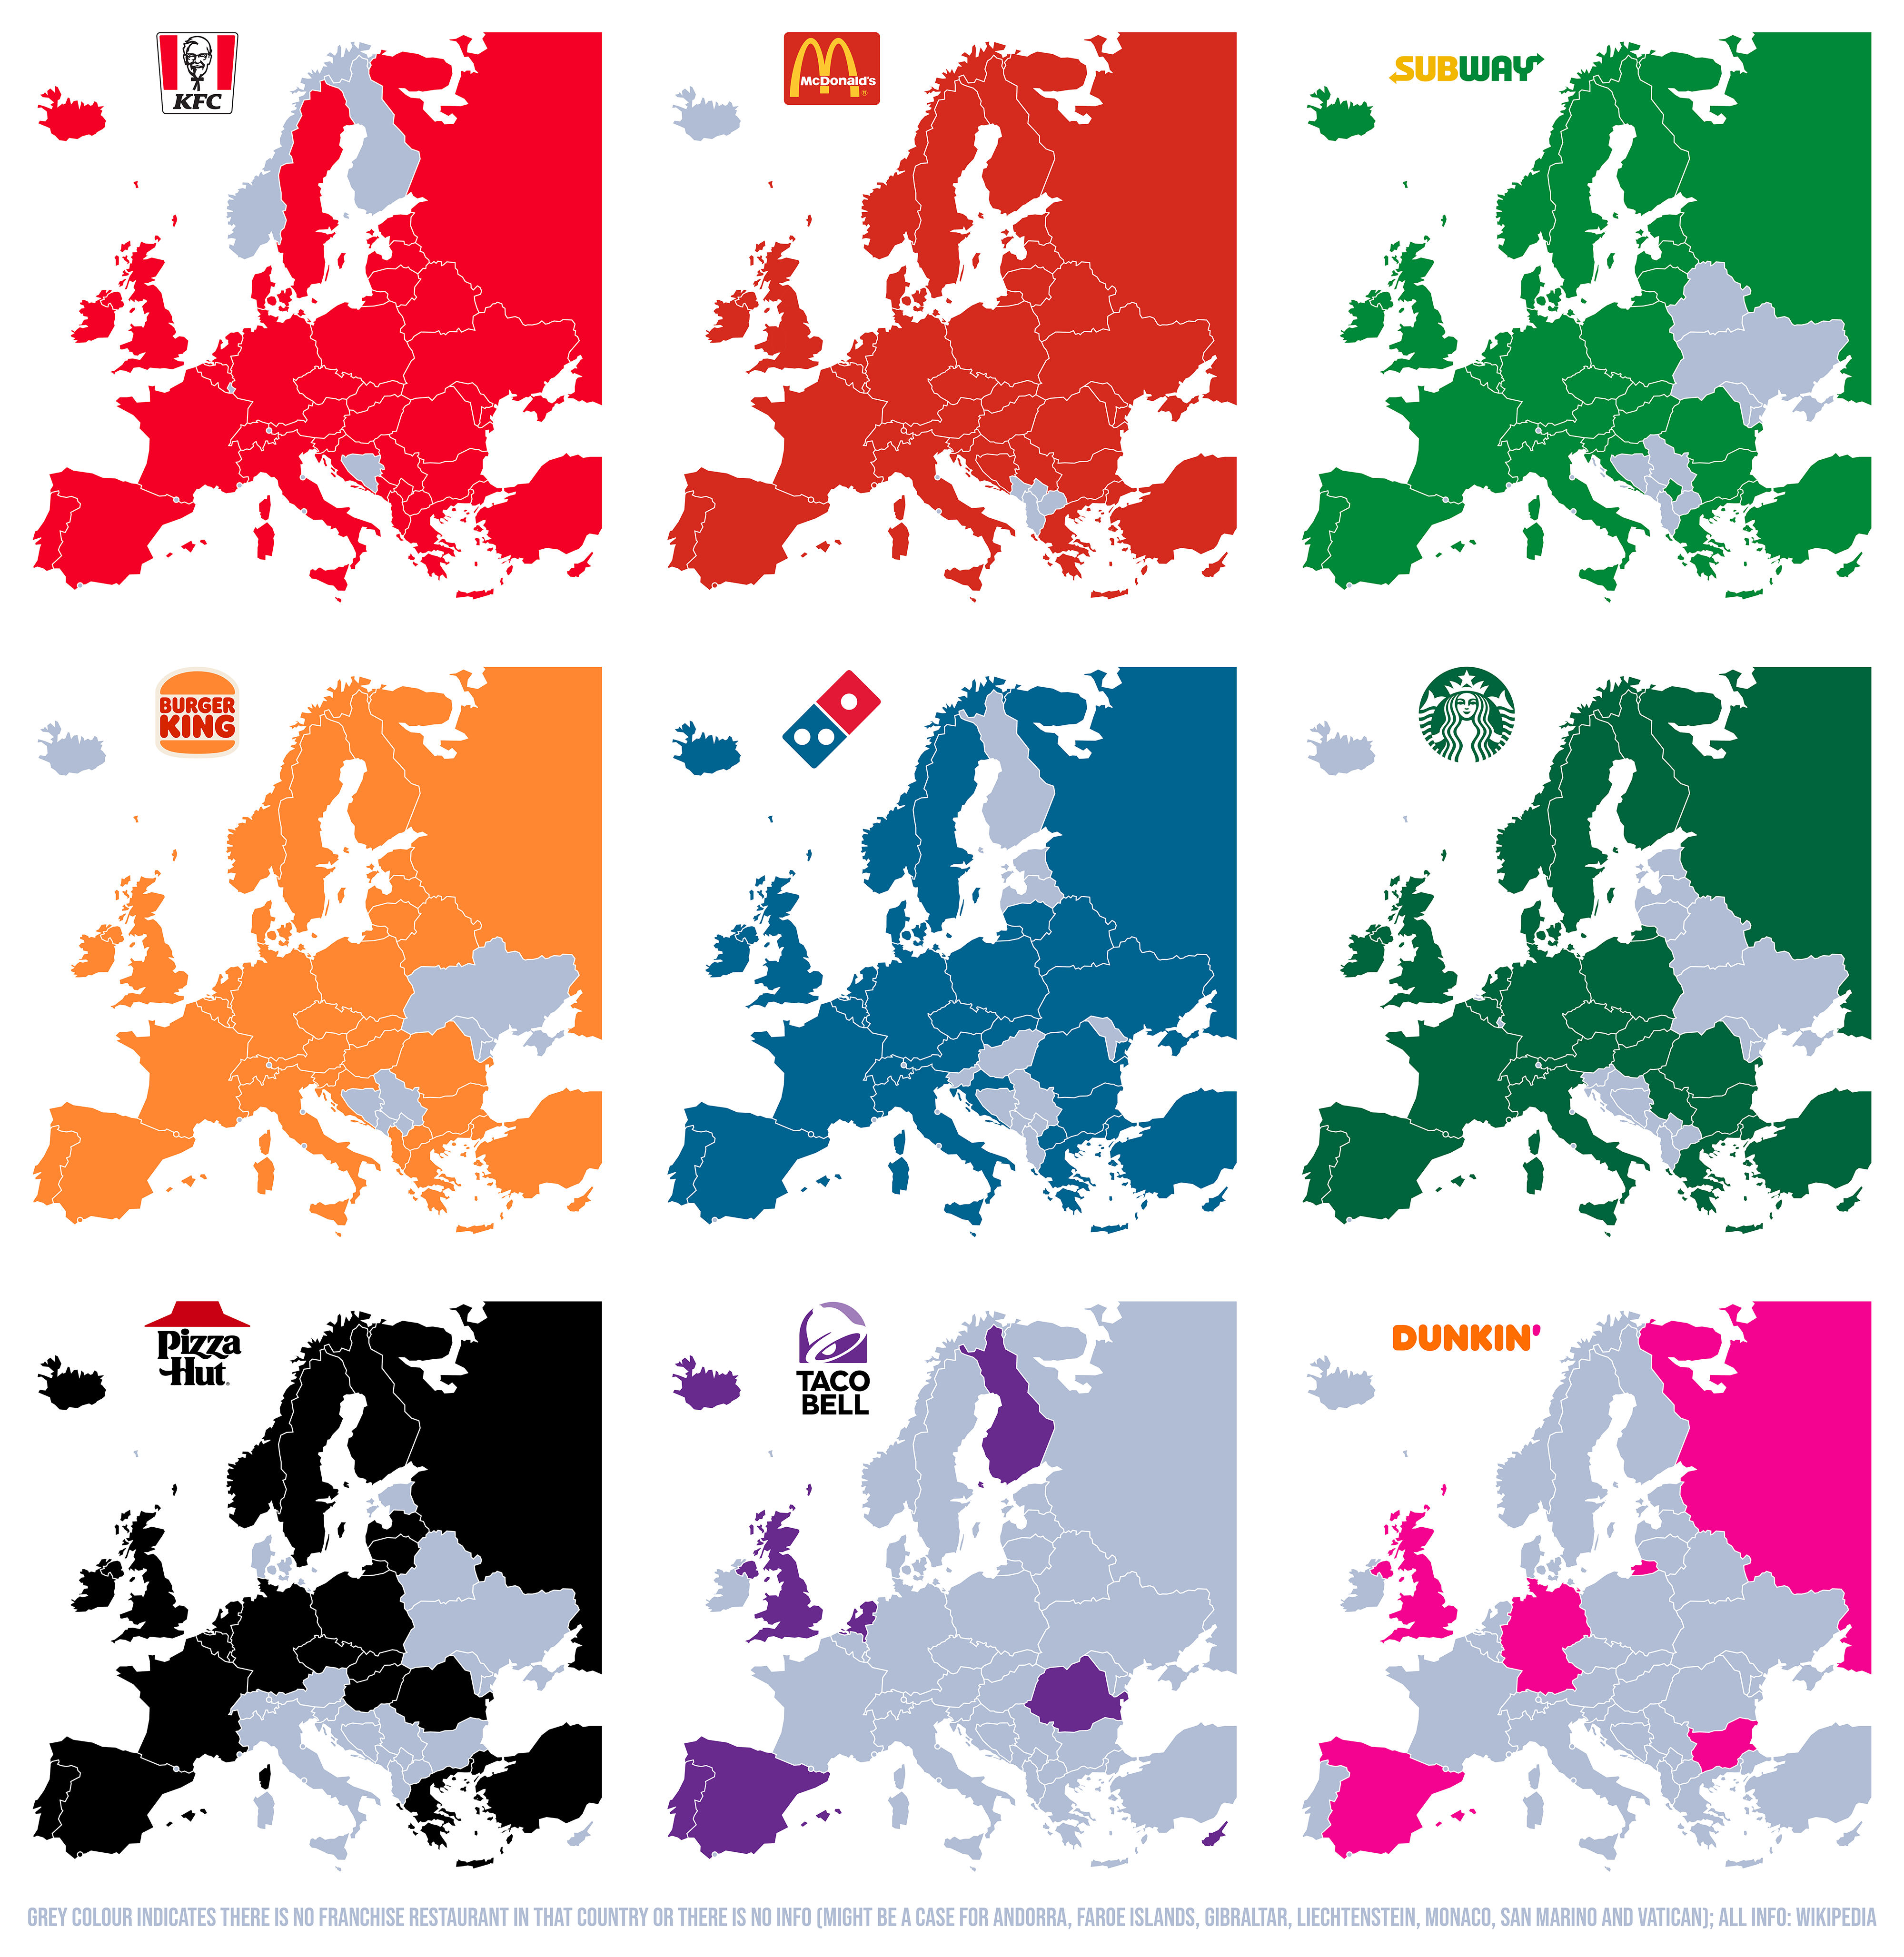 KFC
McDonald's
®
SUBWAY
BURGER
KING
Pizza
Hut
TACO
BELL
DUNKIN'
GREY COLOUR INDICATES THERE IS NO FRANCHISE RESTAURANT IN THAT COUNTRY OR THERE IS NO INFO (MIGHT BE A CASE FOR ANDORRA, FAROE ISLANDS, GIBRALTAR, LIECHTENSTEIN, MONACO, SAN MARINO AND VATICAN); ALL INFO: WIKIPEDIA